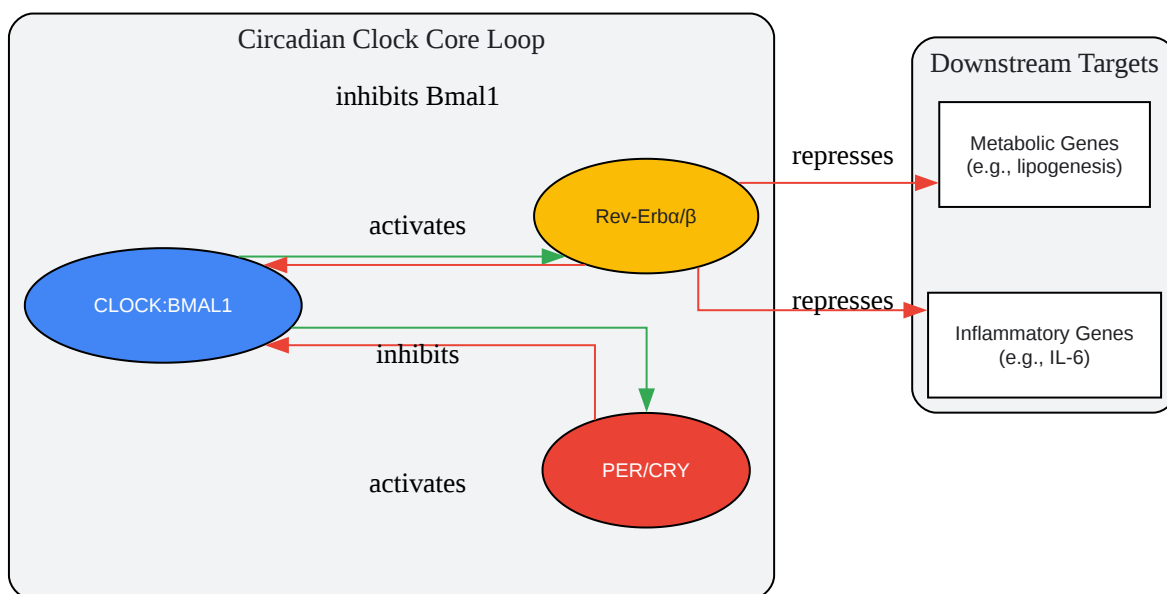 Circadian Clock Core Loop
inhibits Bmal1
activates
Rev-Erbα/β
CLOCK:BMAL1
inhibits
PER/CRY
activates
represses
represses
Downstream Targets
Metabolic Genes
(e.g., lipogenesis)
Inflammatory Genes
(e.g., IL-6)